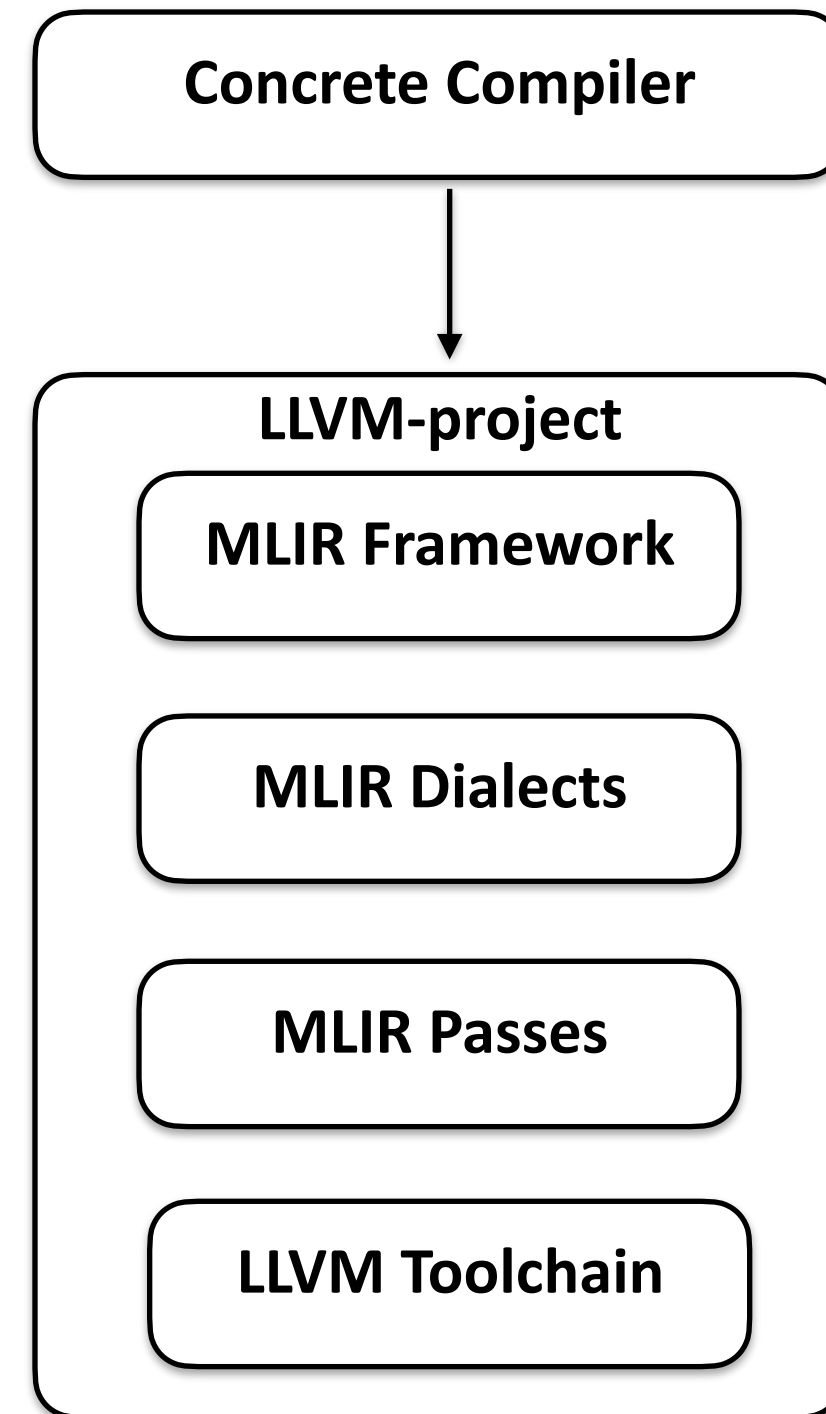 Concrete Compiler
LLVM-project
MLIR Framework
MLIR Dialects
MLIR Passes
LLVM Toolchain